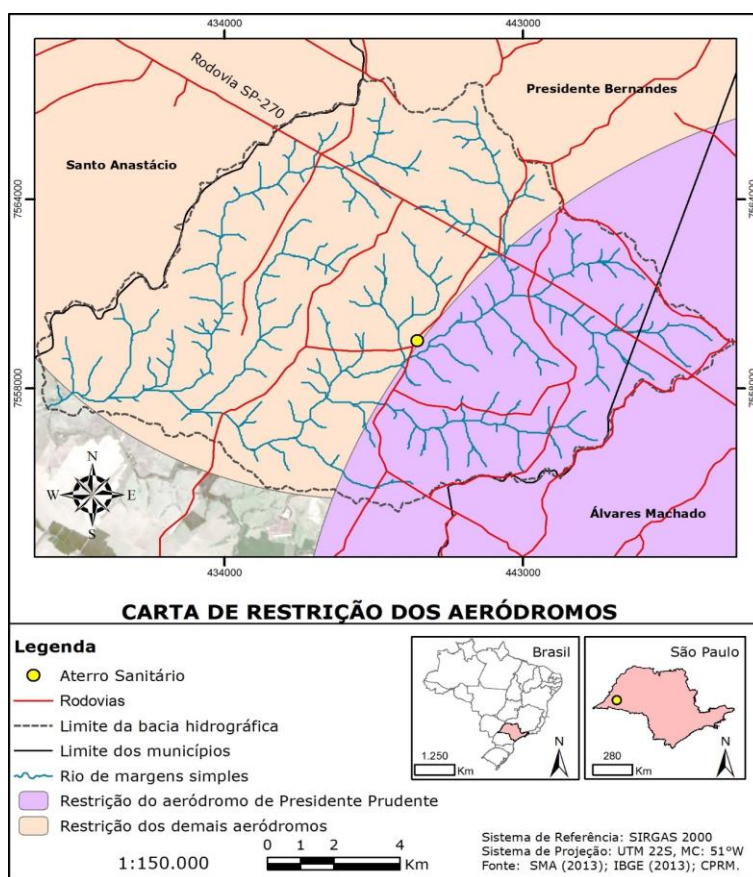 434000 443000
Rodovia SP-270
Presidente Bernandes
Santo Anastácio
7564000 7564000
7558000 7558000
N
W E
S
Álvares Machado
434000 443000
CARTA DE RESTRIÇÃO DOS AERÓDROMOS
Legenda
Aterro Sanitário
Rodovias
Limite da bacia hidrográfica
Limite dos municípios
Rio de margens simples
Restrição do aeródromo de Presidente Prudente
Restrição dos demais aeródromos
1:150.000
0 1 2 4
Km
Brasil
1.250
Km
N
São Paulo
280
Km
N
Sistema de Referência: SIRGAS 2000
Sistema de Projeção: UTM 22S, MC: 51°W
Fonte: SMA (2013); IBGE (2013); CPRM.